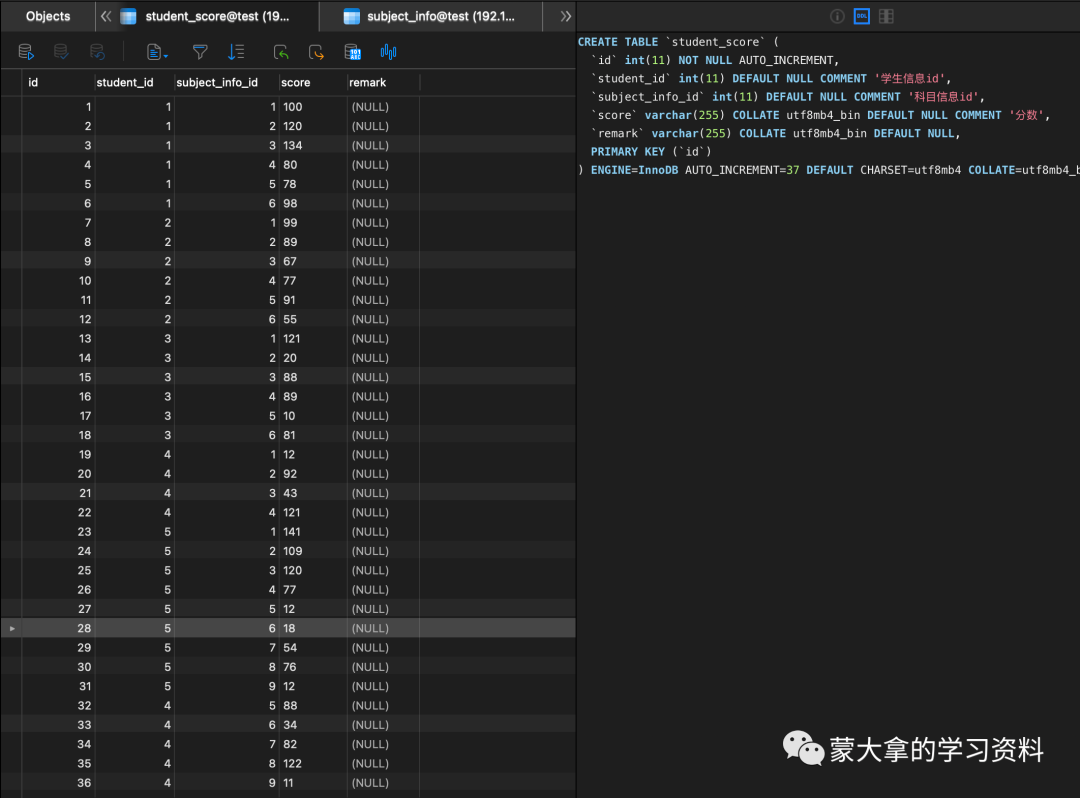 Objects
student_score@test (19...
subject_info@test (192.1...
id student_id subject_info_id score remark
1 1 1 100 (NULL)
2 1 2 120 (NULL)
3 1 3 134 (NULL)
4 1 4 80 (NULL)
5 1 5 78 (NULL)
6 1 6 98 (NULL)
7 2 1 99 (NULL)
8 2 2 89 (NULL)
9 2 3 67 (NULL)
10 2 4 77 (NULL)
11 2 5 91 (NULL)
12 2 6 55 (NULL)
13 3 1 121 (NULL)
14 3 2 20 (NULL)
15 3 3 88 (NULL)
16 3 4 89 (NULL)
17 3 5 10 (NULL)
18 3 6 81 (NULL)
19 4 1 12 (NULL)
20 4 2 92 (NULL)
21 4 3 43 (NULL)
22 4 4 121 (NULL)
23 5 1 141 (NULL)
24 5 2 109 (NULL)
25 5 3 120 (NULL)
26 5 4 77 (NULL)
27 5 5 12 (NULL)
28 5 6 18 (NULL)
29 5 7 54 (NULL)
30 5 8 76 (NULL)
31 5 9 12 (NULL)
32 4 5 88 (NULL)
33 4 6 34 (NULL)
34 4 7 82 (NULL)
35 4 8 122 (NULL)
36 4 9 11 (NULL)
CREATE TABLE `student_score` (
`id` int(11) NOT NULL AUTO_INCREMENT,
`student_id` int(11) DEFAULT NULL COMMENT '学生信息id',
`subject_info_id` int(11) DEFAULT NULL COMMENT '科目信息id',
`score` varchar(255) COLLATE utf8mb4_bin DEFAULT NULL COMMENT '分数',
`remark` varchar(255) COLLATE utf8mb4_bin DEFAULT NULL,
PRIMARY KEY (`id`)
) ENGINE=InnoDB AUTO_INCREMENT=37 DEFAULT CHARSET=utf8mb4 COLLATE=utf8mb4_b
蒙大拿的学习资料